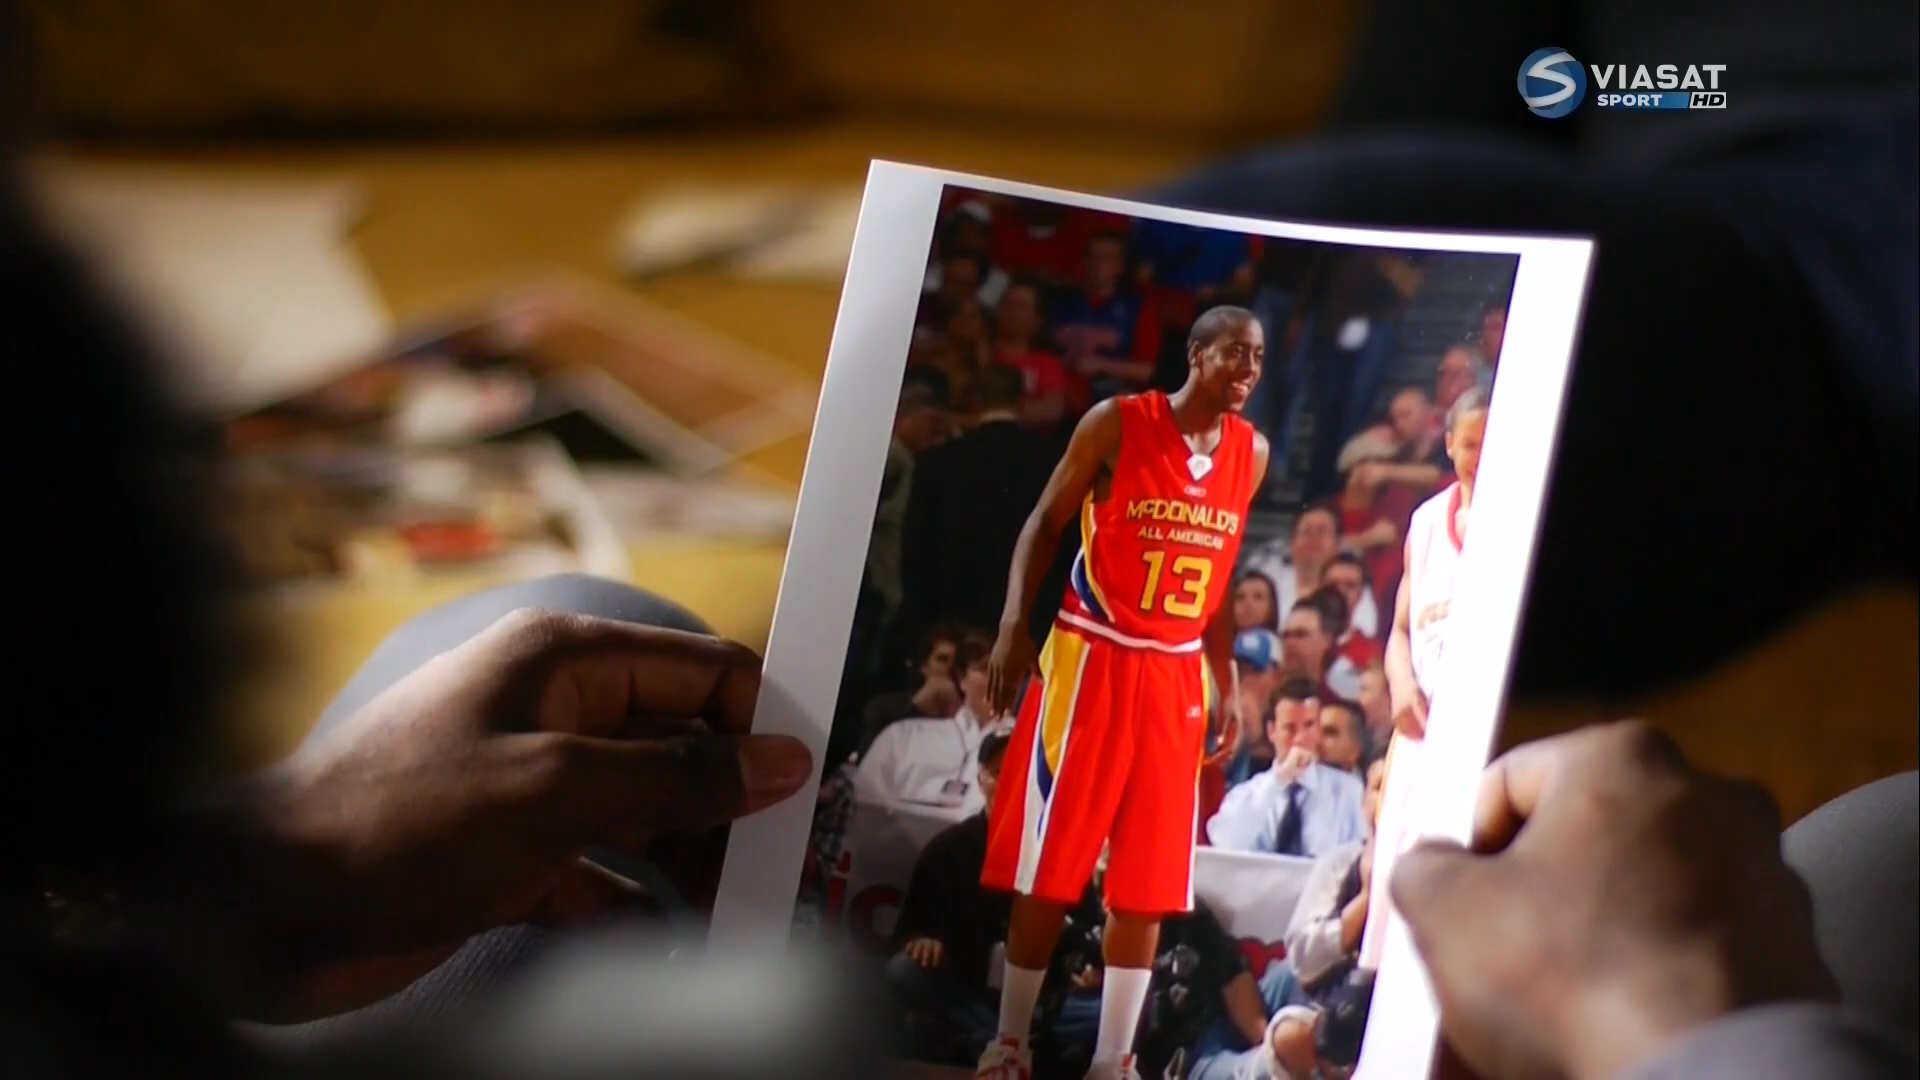 VIASAT
SPORT HD
McDONALD'S
ALL AMERICAN
13